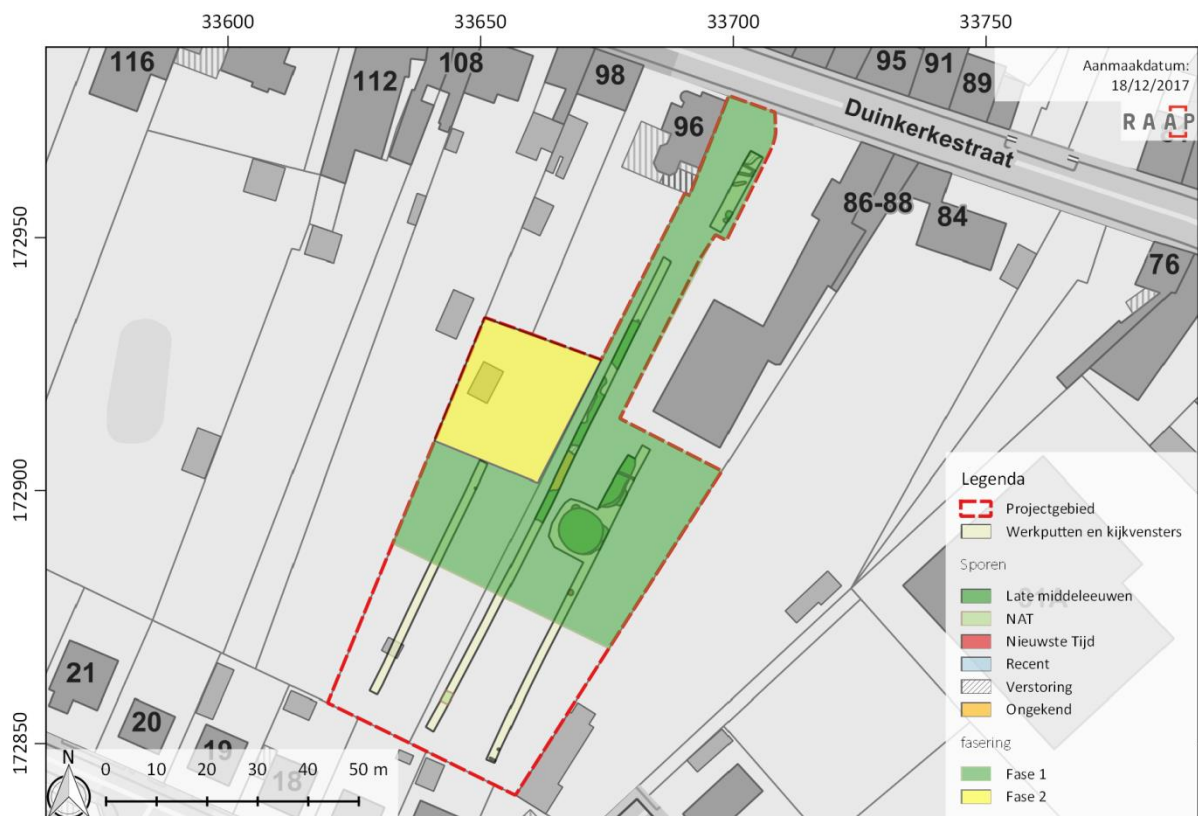 33600
33650
33700
33750
116
112
108
98
96
95
91
89
Aanmaakdatum:
18/12/2017
RAAP
Duinkerkestraat
86-88
84
76
172950
172900
172850
21
20
19
18
N
0 10 20 30 40 50 m
Legenda
Projectgebied
Werkputten en kijkvensters
Sporen
Late middeleeuwen
NAT
Nieuwste Tijd
Recent
Verstoring
Ongekend
fasering
Fase 1
Fase 2